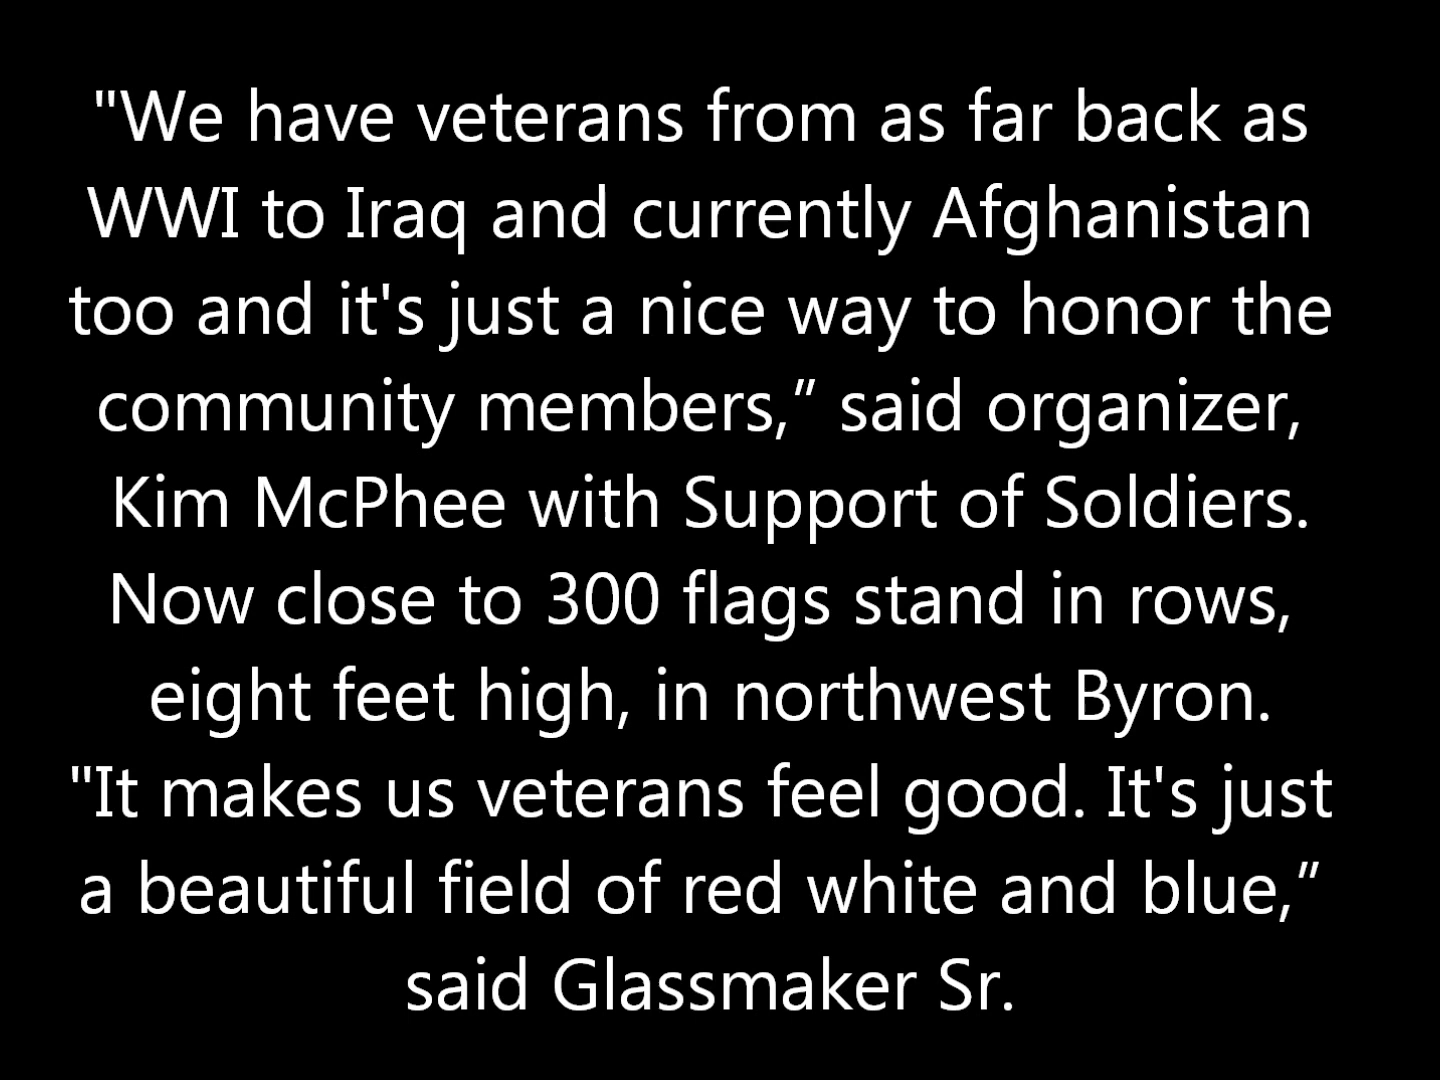 "We have veterans from as far back as
WWI to Iraq and currently Afghanistan
too and it's just a nice way to honor the
community members,” said organizer,
Kim McPhee with Support of Soldiers.
Now close to 300 flags stand in rows,
eight feet high, in northwest Byron.
"It makes us veterans feel good. It's just
a beautiful field of red white and blue,”
said Glassmaker Sr.